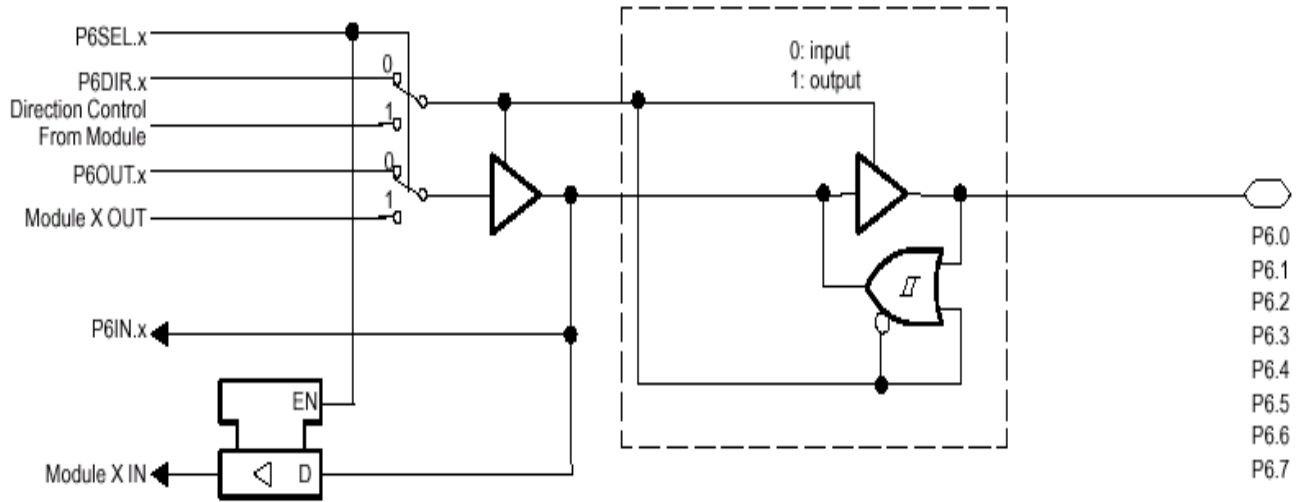 P6SEL.x
0
P6DIR.x
Direction Control
From Module
1
P6OUT.x
0
Module X OUT
1
0: input
1: output
P6IN.x
EN
D
Module X IN
P6.0
P6.1
P6.2
P6.3
P6.4
P6.5
P6.6
P6.7